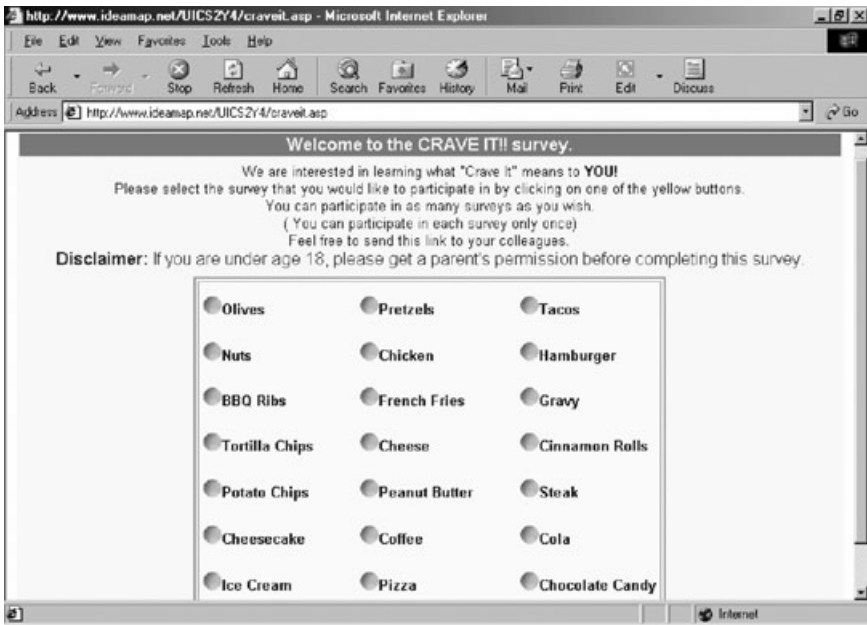 http://www.ideamap.net/UICS2Y4/craveit.asp - Microsoft Internet Explorer
File Edit View Favorites Tools Help
Back Forward Stop Refresh Home Search Favorites History Mail Print Edit Discuss
Address http://www.ideamap.net/UICS2Y4/craveit.asp Go
Welcome to the CRAVE IT!! survey.
We are interested in learning what "Crave It" means to YOU!
Please select the survey that you would like to participate in by clicking on one of the yellow buttons.
You can participate in as many surveys as you wish.
( You can participate in each survey only once)
Feel free to send this link to your colleagues.
Disclaimer: If you are under age 18, please get a parent's permission before completing this survey.
Olives Pretzels Tacos
Nuts Chicken Hamburger
BBQ Ribs French Fries Gravy
Tortilla Chips Cheese Cinnamon Rolls
Potato Chips Peanut Butter Steak
Cheesecake Coffee Cola
Ice Cream Pizza Chocolate Candy
Internet